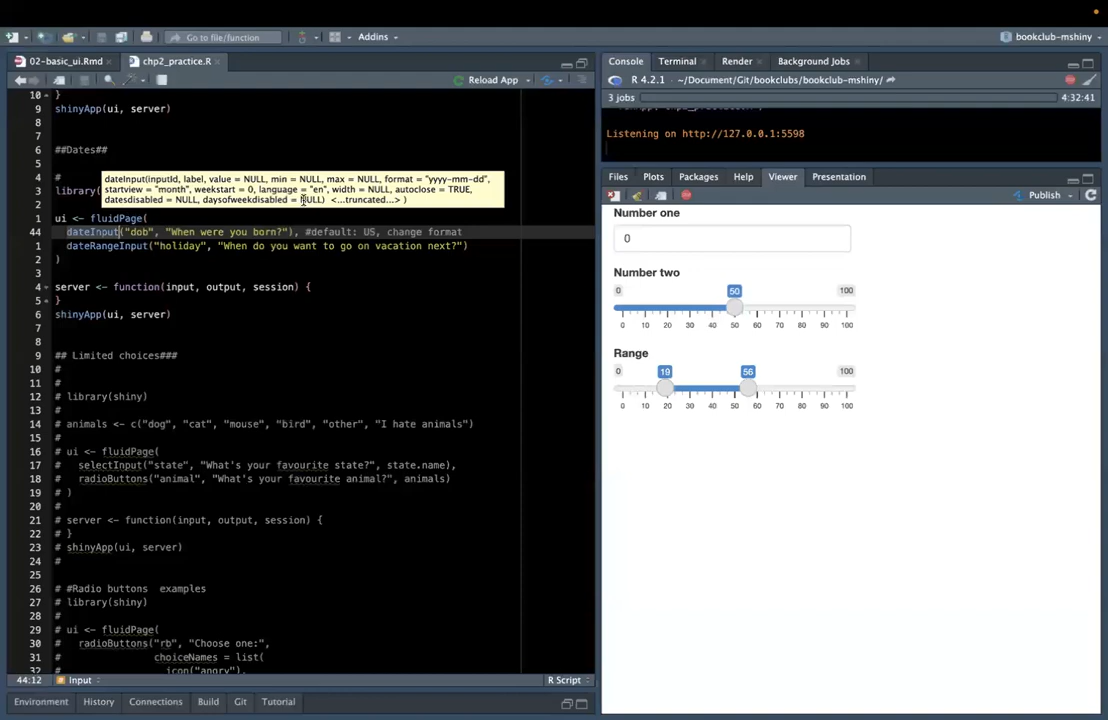 Go to file/function
Addins
bookclub-mshiny
02-basic_ui.Rmd
chp2_practice.R
Reload App
10 }
9 shinyApp(ui, server)
8
7
6 ##Dates##
5
4 #
3 library(
2
dateInput(inputId, label, value = NULL, min = NULL, max = NULL, format = "yyyy-mm-dd",
startview = "month", weekstart = 0, language = "en", width = NULL, autoclose = TRUE,
datesdisabled = NULL, daysofweekdisabled = NULL) <...truncated...> )
1 ui <- fluidPage(
44 dateInput("dob", "When were you born?"), #default: US, change format
1 dateRangeInput("holiday", "When do you want to go on vacation next?")
2 )
3
4 server <- function(input, output, session) {
5 }
6 shinyApp(ui, server)
7
8
9 ## Limited choices###
10 #
11 #
12 # library(shiny)
13 #
14 # animals <- c("dog", "cat", "mouse", "bird", "other", "I hate animals")
15 #
16 # ui <- fluidPage(
17 # selectInput("state", "What's your favourite state?", state.name),
18 # radioButtons("animal", "What's your favourite animal?", animals)
19 # )
20 #
21 # server <- function(input, output, session) {
22 # }
23 # shinyApp(ui, server)
24 #
25
26 # #Radio buttons examples
27 # library(shiny)
28 #
29 # ui <- fluidPage(
30 # radioButtons("rb", "Choose one:",
31 # choiceNames = list(
32 # icon("angry"),
44:12 Input R Script
Environment History Connections Build Git Tutorial
Console Terminal Render Background Jobs
R 4.2.1 · ~/Document/Git/bookclubs/bookclub-mshiny/
3 jobs 4:32:41
Listening on http://127.0.0.1:5598
Files Plots Packages Help Viewer Presentation
Publish
Number one
0
Number two
0 50 100
0 10 20 30 40 50 60 70 80 90 100
Range
0 19 56 100
0 10 20 30 40 50 60 70 80 90 100